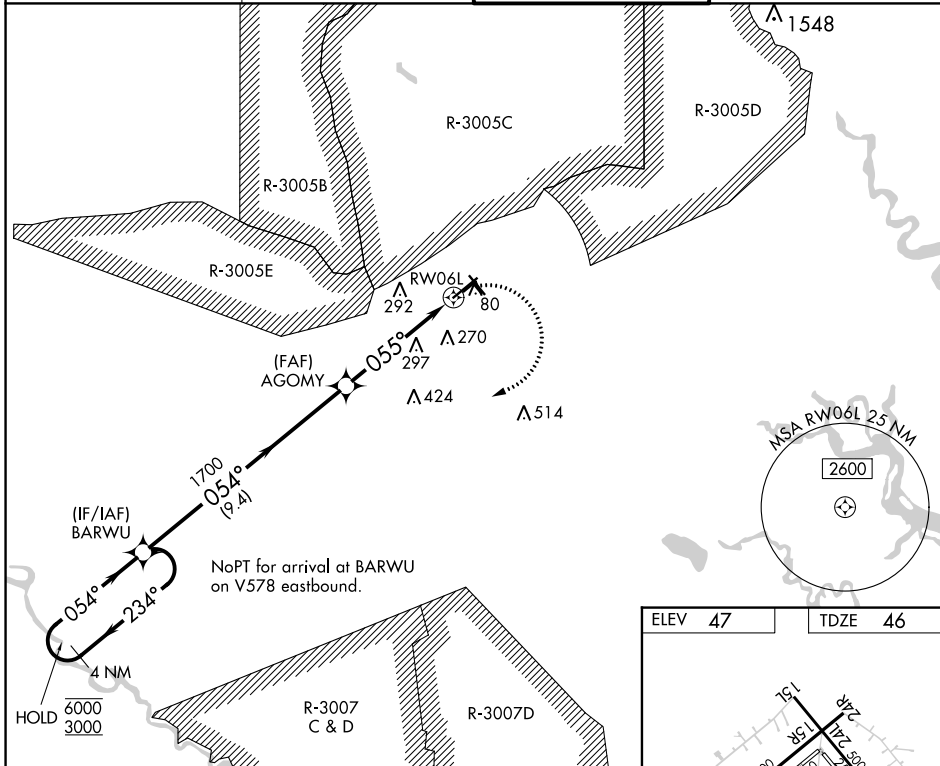 1548
R-3005C
R-3005D
R-3005B
R-3005E
RW06L
292
80
270
055°
297
(FAF)
AGOMY
424
514
MSA RW06L 25 NM
2600
1700
054°
(9.4)
(IF/IAF)
BARWU
NoPT for arrival at BARWU
on V578 eastbound.
054°
234°
4 NM
HOLD
6000
3000
R-3007
C & D
R-3007D
ELEV 47
TDZE 46
15L
24R
15R
24L